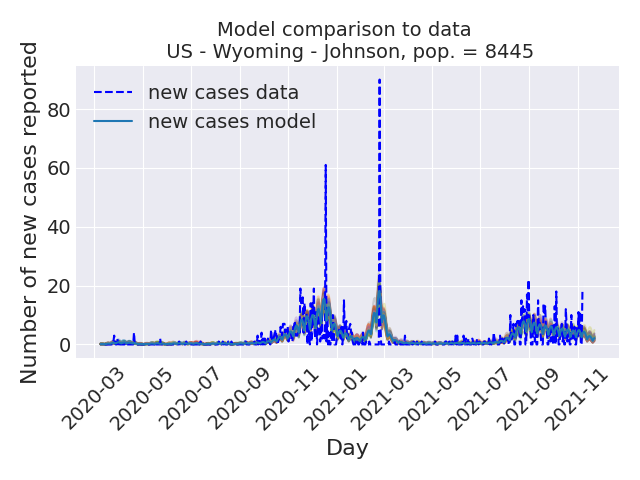 Model comparison to data
US - Wyoming - Johnson, pop. = 8445
Number of new cases reported
80
60
40
20
0
new cases data
new cases model
2020-03
2020-05
2020-07
2020-09
2020-11
2021-01
2021-03
2021-05
2021-07
2021-09
2021-11
Day